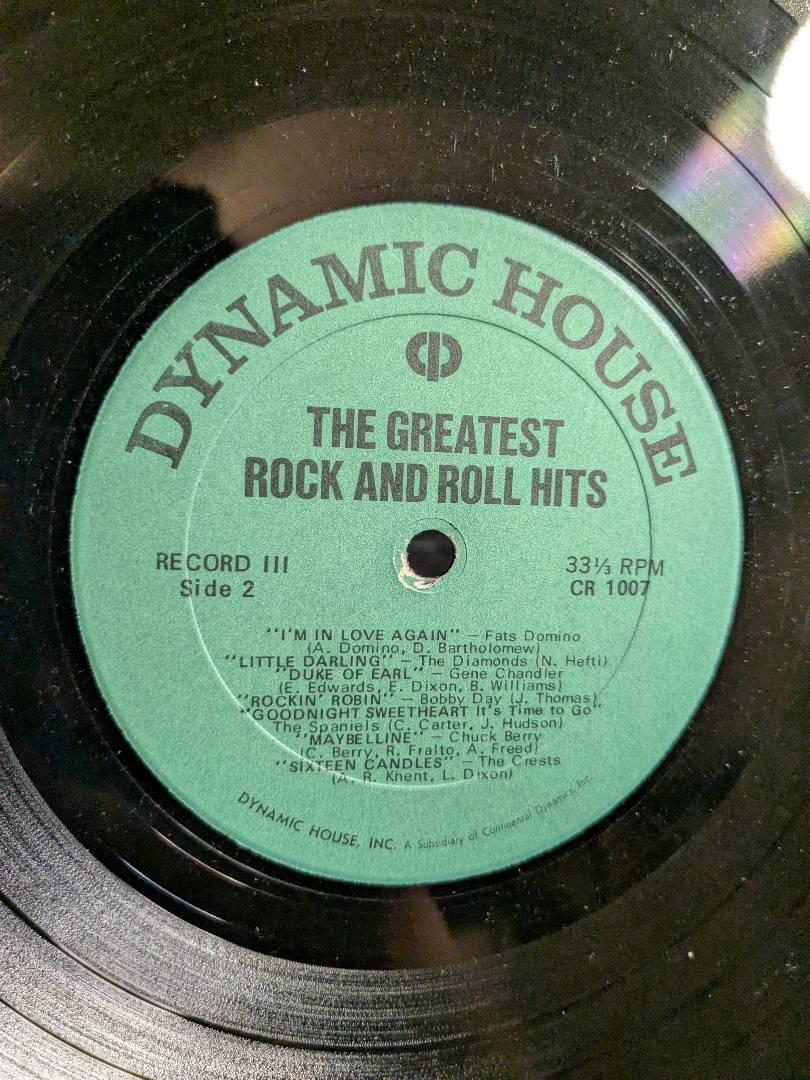 DYNAMIC HOUSE
THE GREATEST
ROCK AND ROLL HITS
RECORD III
Side 2
33⅓ RPM
CR 1007
"I'M IN LOVE AGAIN" — Fats Domino
(A. Domino, D. Bartholomew)
"LITTLE DARLING" — The Diamonds (N. Hefti)
"DUKE OF EARL" — Gene Chandler
(E. Edwards, E. Dixon, B. Williams)
"ROCKIN' ROBIN" — Bobby Day (J. Thomas)
"GOODNIGHT SWEETHEART It's Time to Go"
The Spaniels (C. Carter, J. Hudson)
"MAYBELLINE" — Chuck Berry
(C. Berry, R. Fralto, A. Freed)
"SIXTEEN CANDLES" — The Crests
(A. R. Khent, L. Dixon)
DYNAMIC HOUSE, INC. A Subsidiary of Continental Dynamics, Inc.